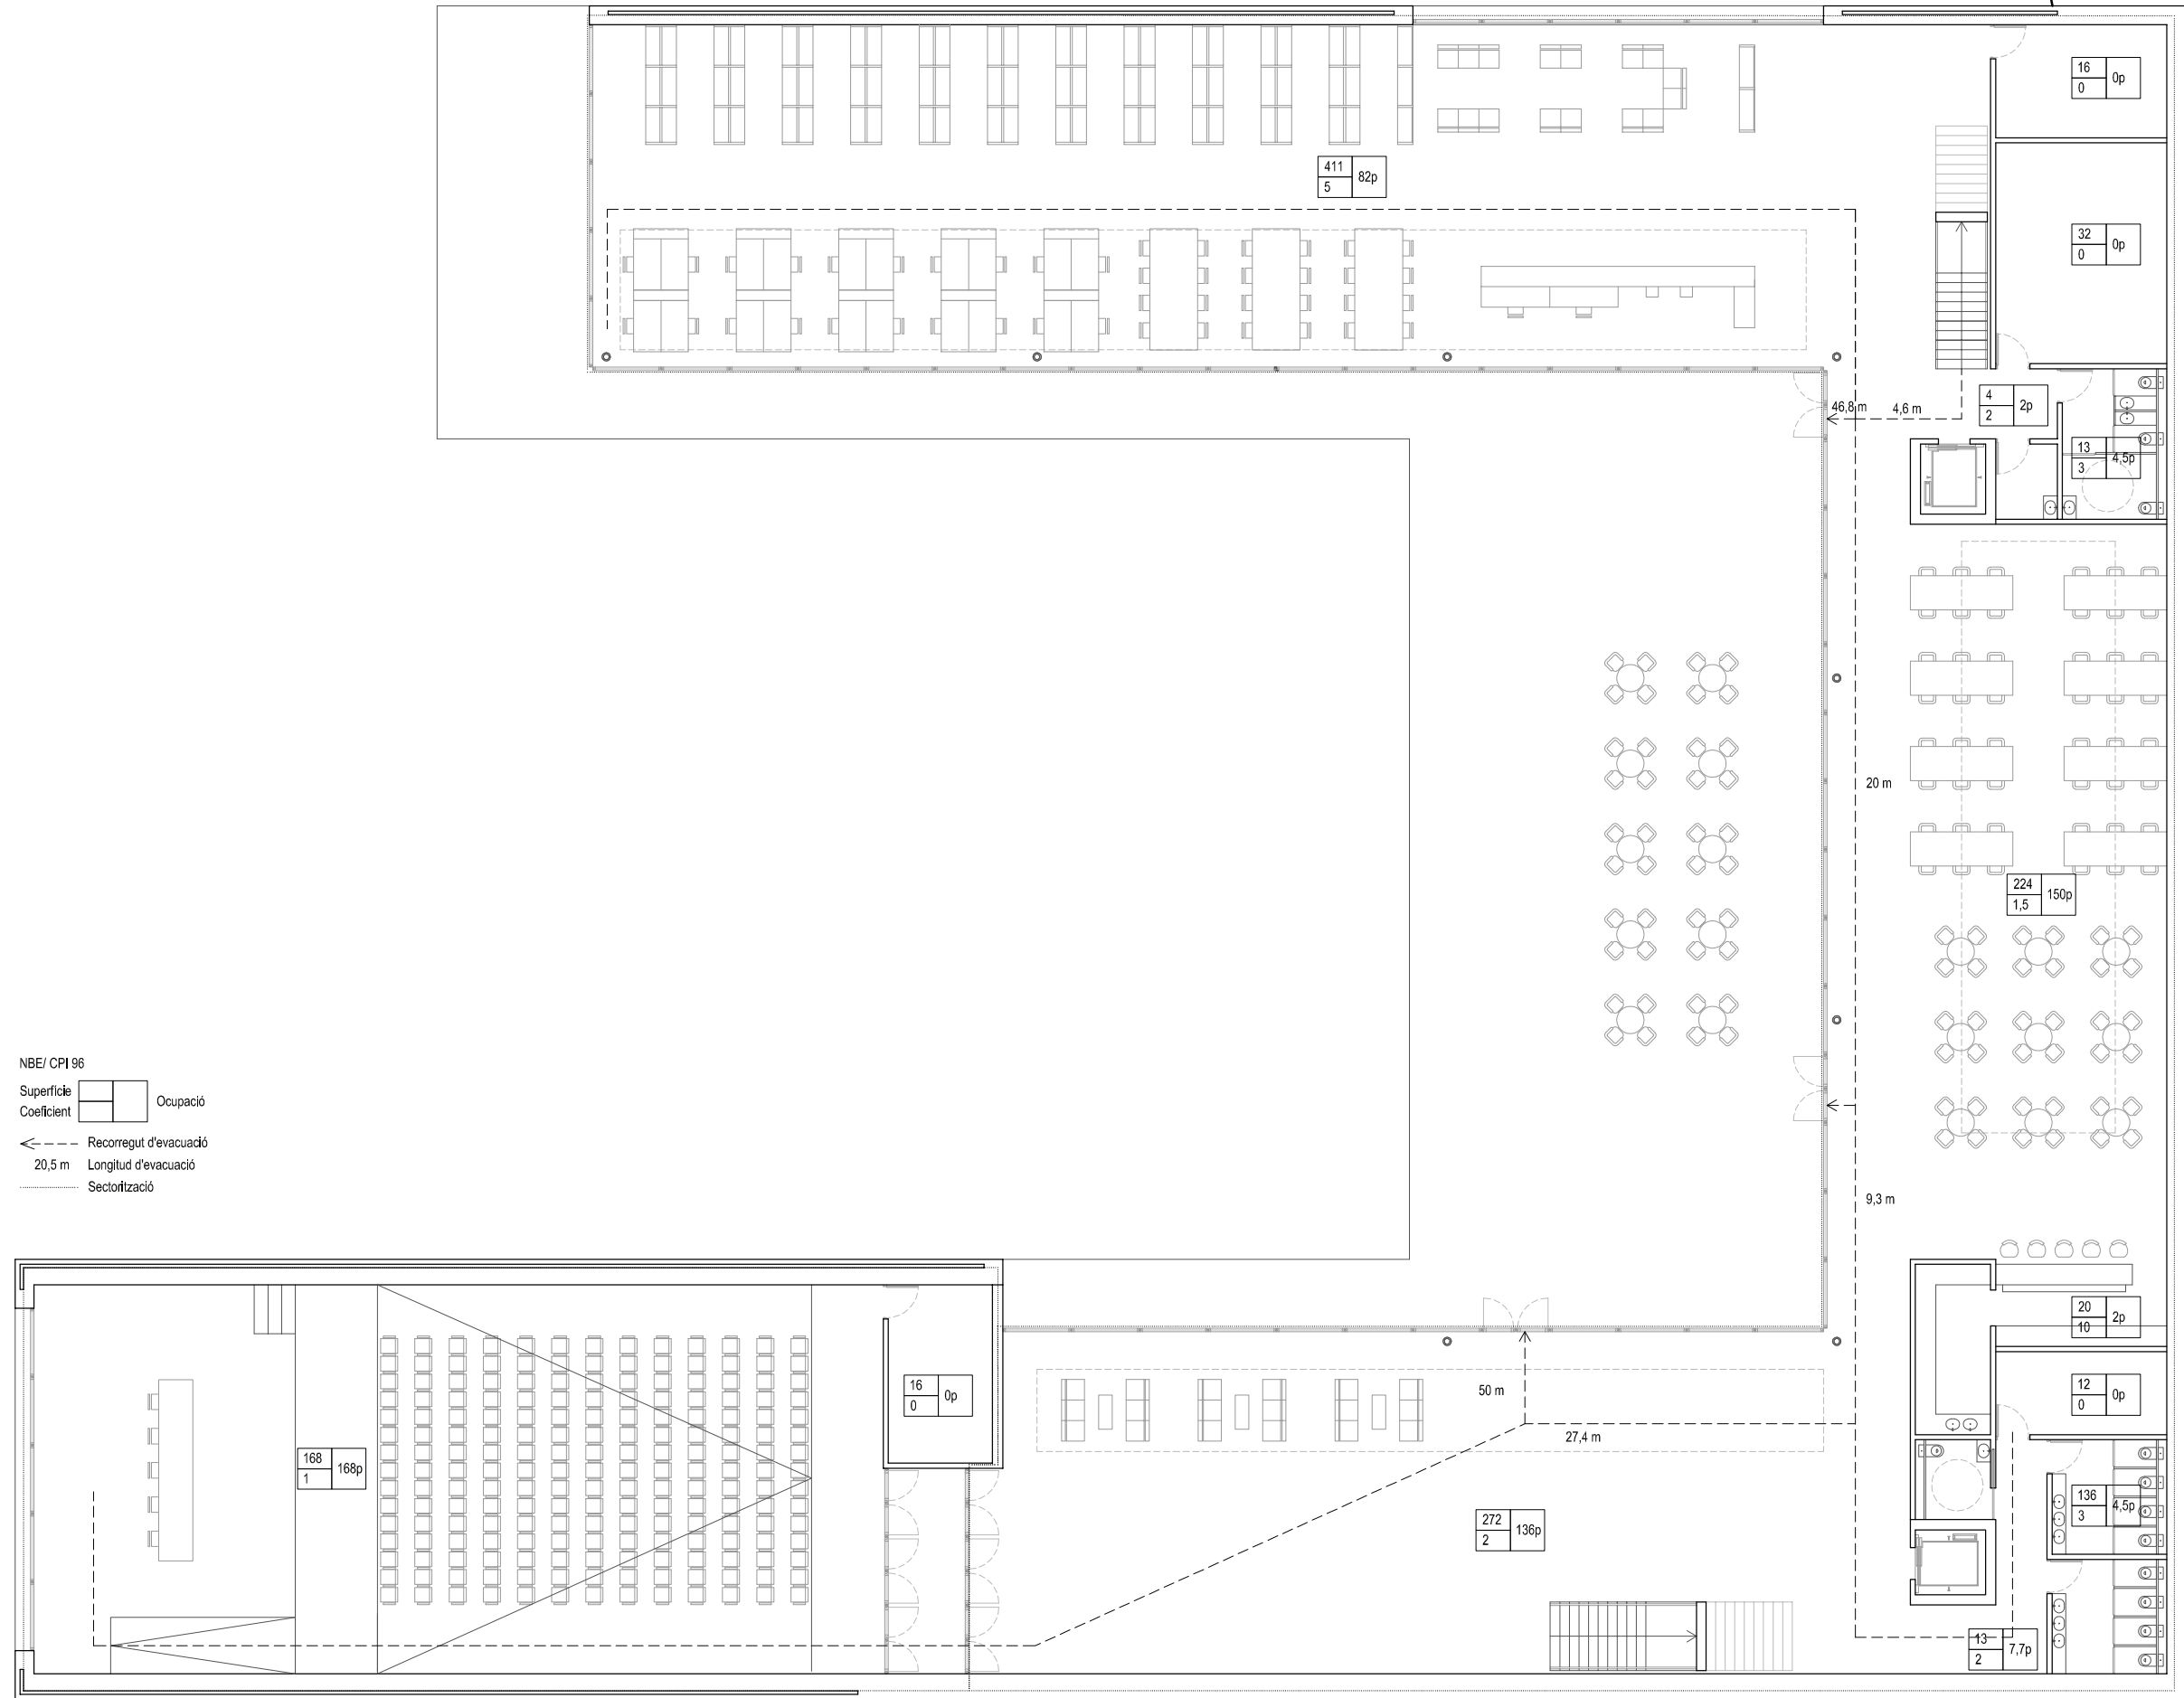 16
0
0p
411
5
82p
32
0
0p
46,8 m
4,6 m
4
2
2p
13
3
4,5p
20 m
224
1,5
150p
NBE/ CPI 96
Superfície
Coeficient
Ocupació
Recorregut d'evacuació
20,5 m
Longitud d'evacuació
Sectorització
9,3 m
20
10
2p
16
0
0p
50 m
12
0
0p
27,4 m
168
1
168p
136
3
4,5p
272
2
136p
13
2
7,7p